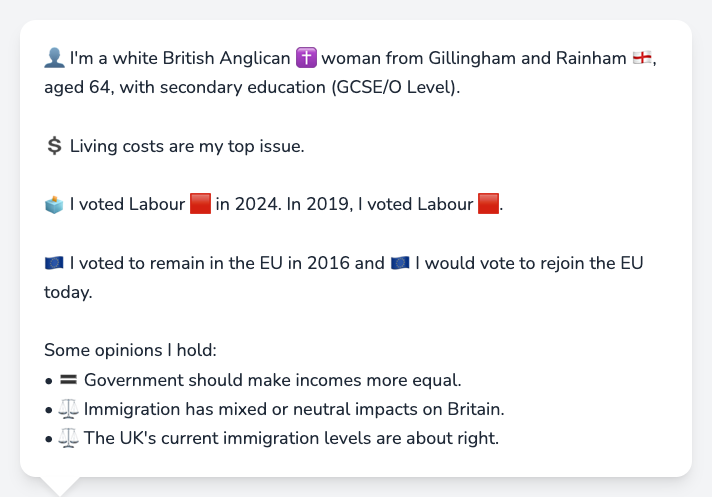 👤 I'm a white British Anglican ✝️ woman from Gillingham and Rainham 🏴󠁧󠁢󠁥󠁮󠁧󠁿,
aged 64, with secondary education (GCSE/O Level).
💲 Living costs are my top issue.
🗳️ I voted Labour 🟥 in 2024. In 2019, I voted Labour 🟥.
🇪🇺 I voted to remain in the EU in 2016 and 🇪🇺 I would vote to rejoin the EU
today.
Some opinions I hold:
• 🟰 Government should make incomes more equal.
• ⚖️ Immigration has mixed or neutral impacts on Britain.
• ⚖️ The UK's current immigration levels are about right.